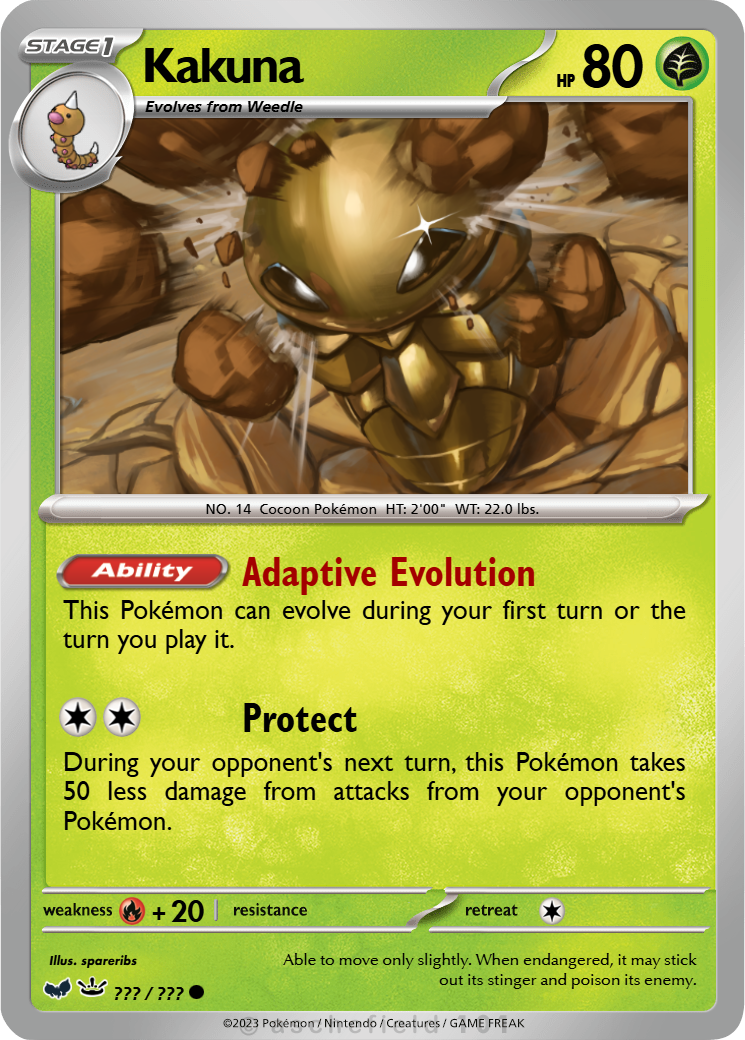 STAGE1
Kakuna
HP 80
Evolves from Weedle
NO. 14 Cocoon Pokémon HT: 2'00" WT: 22.0 lbs.
Ability Adaptive Evolution
This Pokémon can evolve during your first turn or the
turn you play it.
Protect
During your opponent's next turn, this Pokémon takes
50 less damage from attacks from your opponent's
Pokémon.
weakness + 20 resistance retreat
Illus. spareribs
Able to move only slightly. When endangered, it may stick
out its stinger and poison its enemy.
??? / ???
©2023 Pokémon / Nintendo / Creatures / GAME FREAK